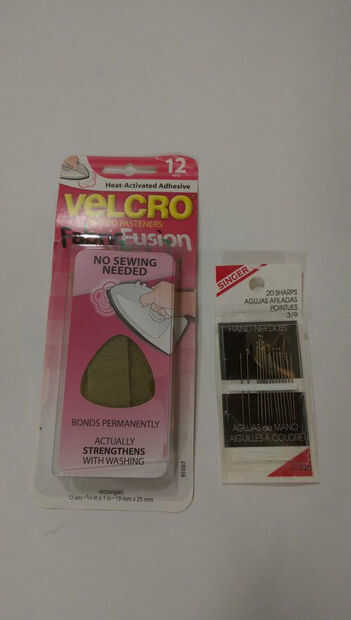 12
Heat-Activated Adhesive
VELCRO
FASTENERS
Fabric Fusion
NO SEWING
NEEDED
BONDS PERMANENTLY
ACTUALLY
STRENGTHENS
WITH WASHING
SINGER
20 SHARPS
AGUJAS AFILADAS
POINTUES
3/9
HAND NEEDLES
AGUJAS de MANO
AIGUILLES À COUDRE